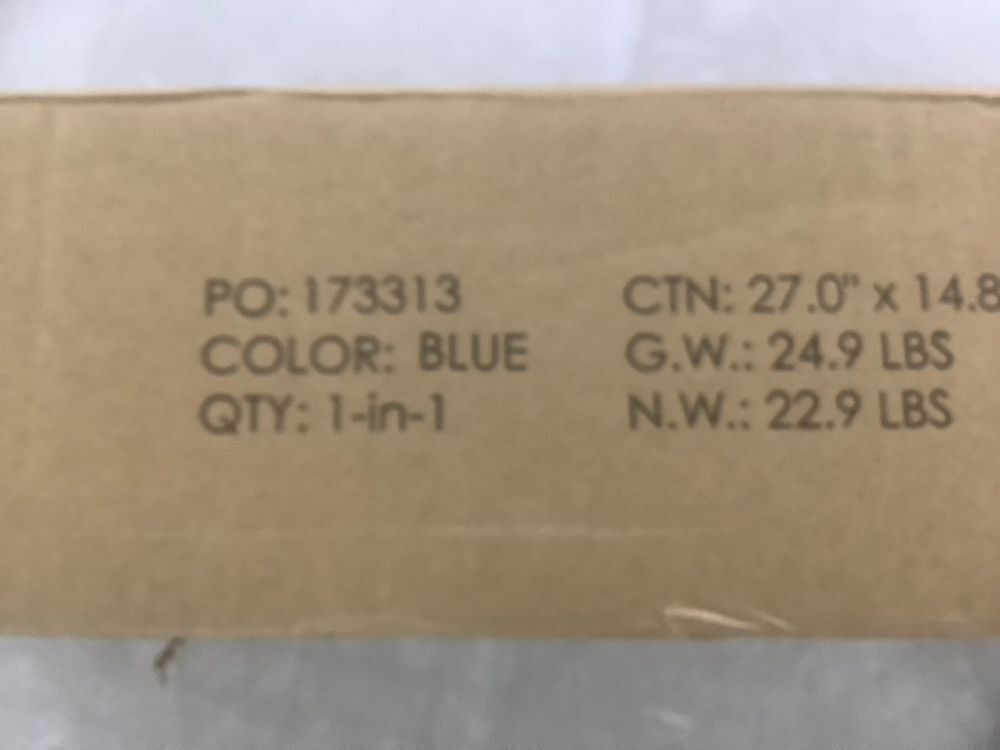 PO: 173313
COLOR: BLUE
QTY: 1-in-1
CTN: 27.0" x 14.8
G.W.: 24.9 LBS
N.W.: 22.9 LBS